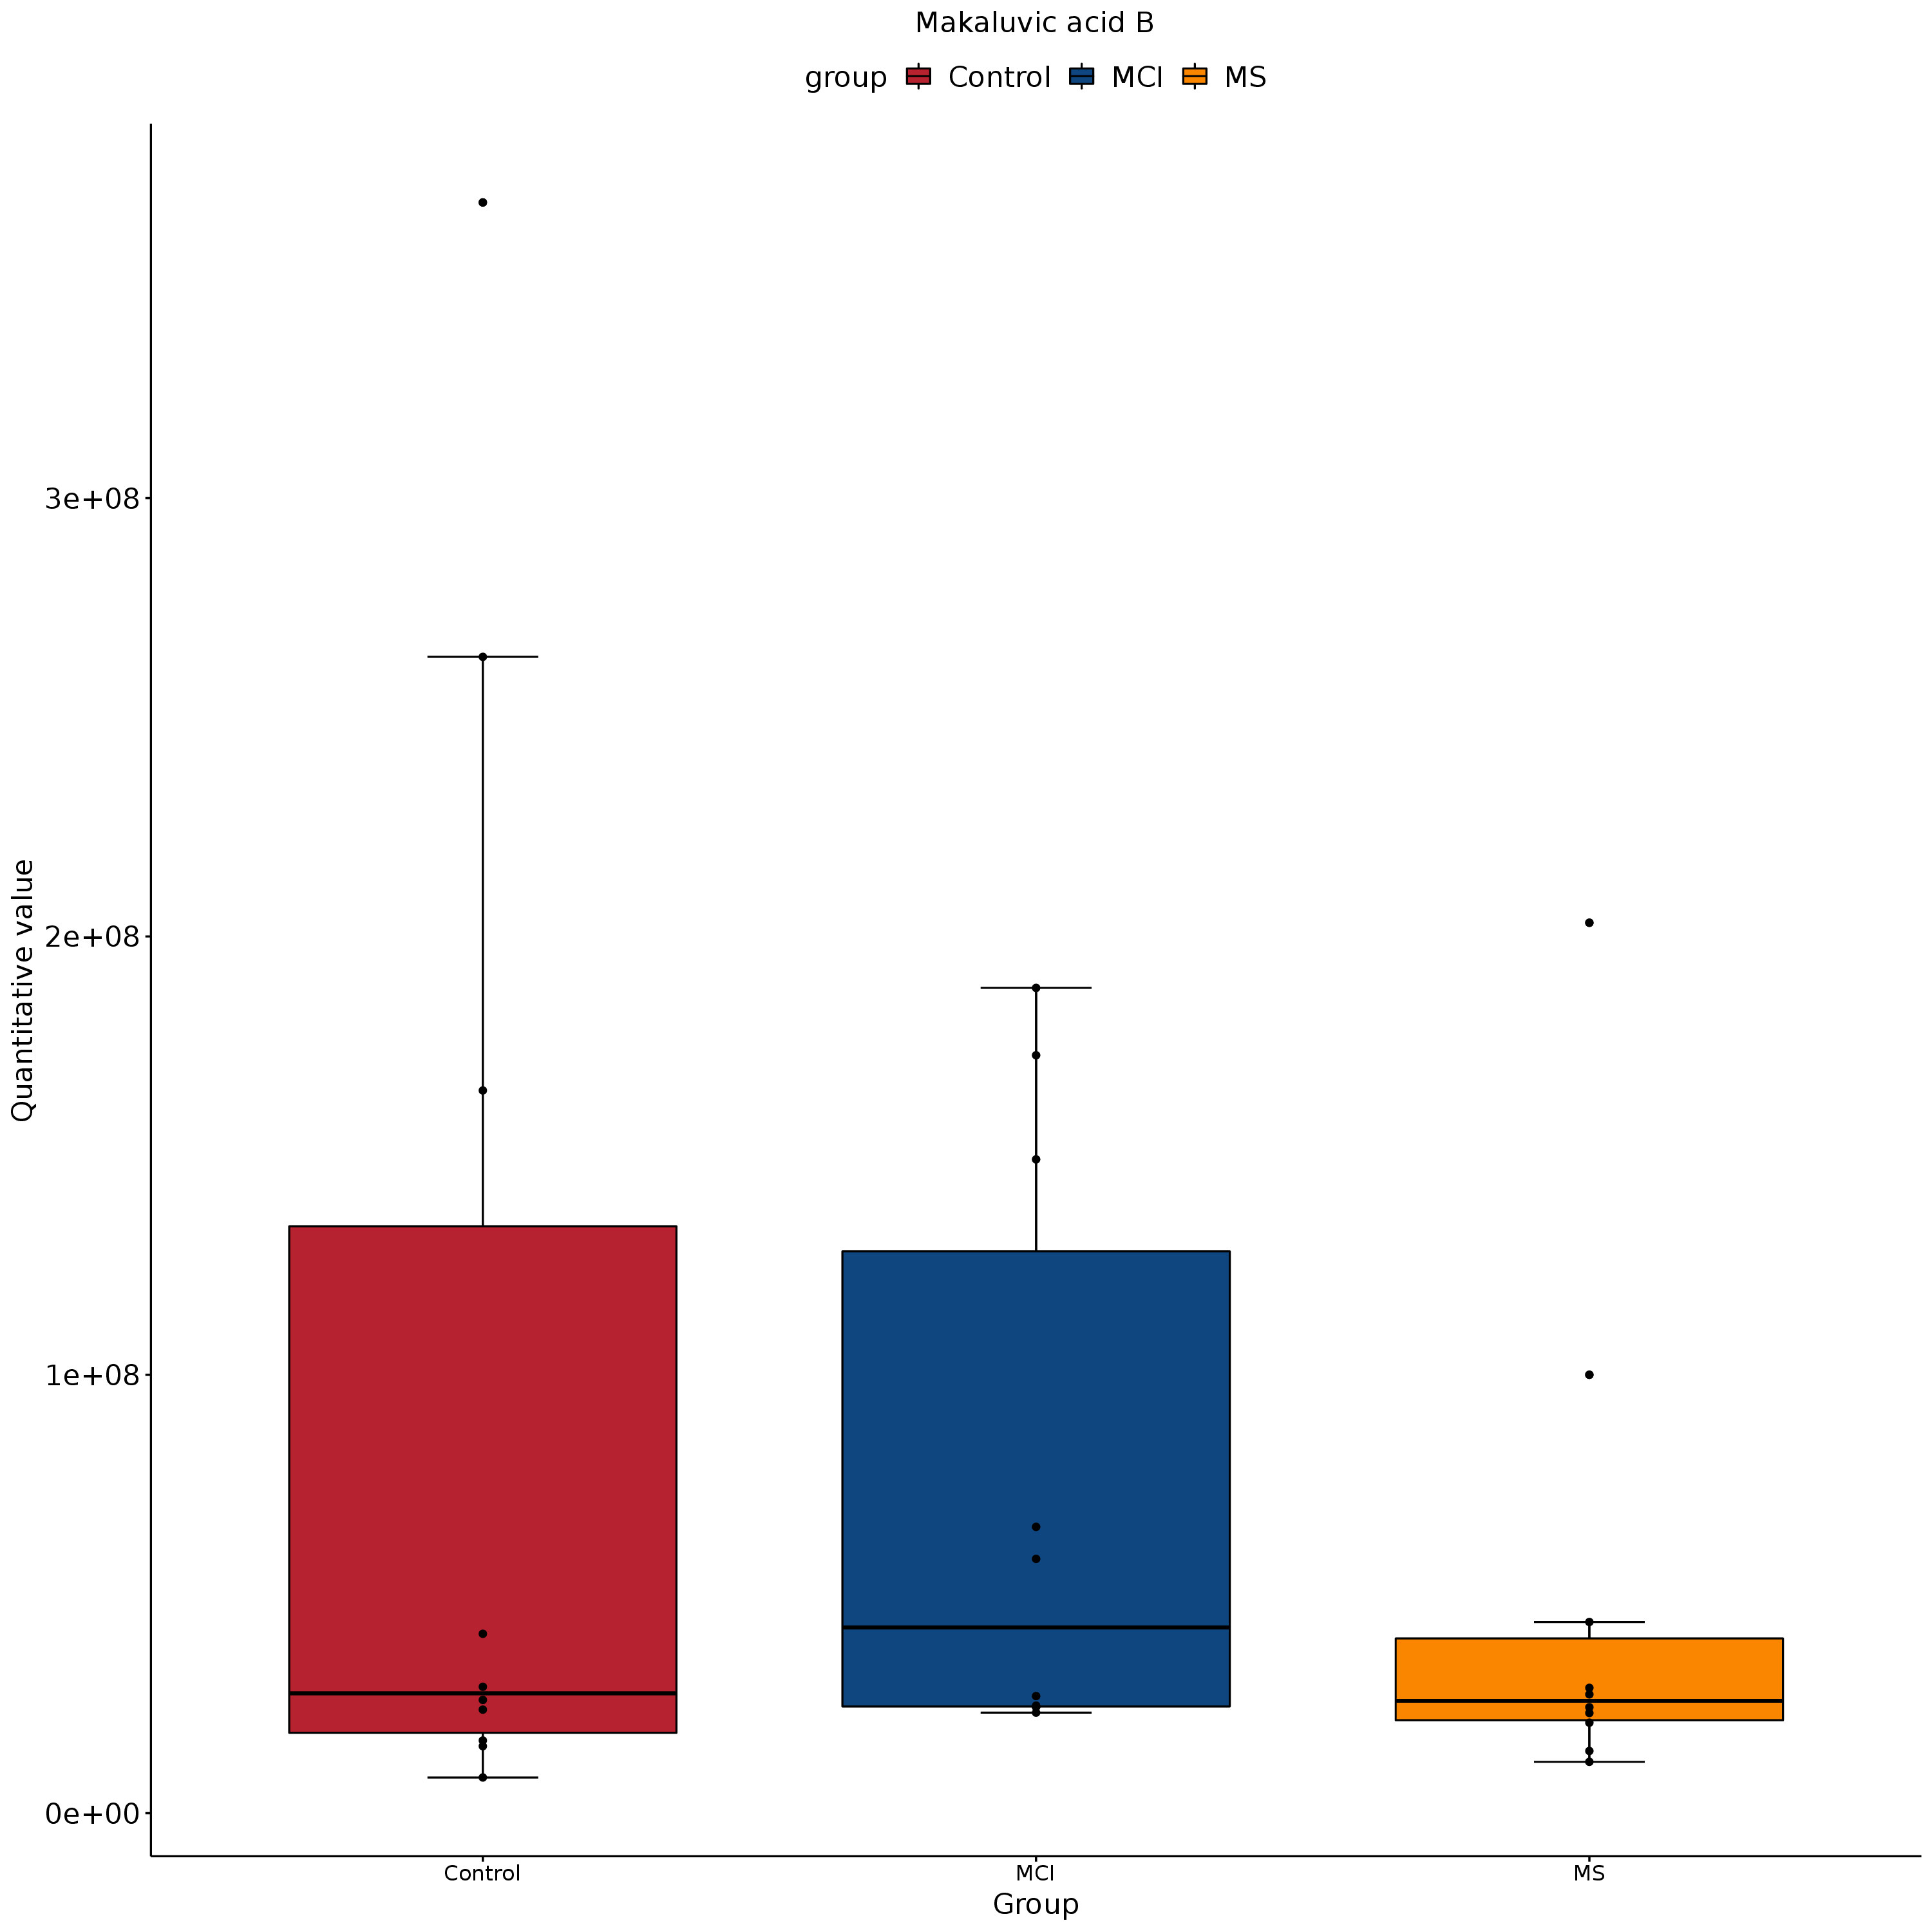 Makaluvic acid B
group Control MCI MS
Quantitative value
3e+08
2e+08
1e+08
0e+00
Control MCI MS
Group